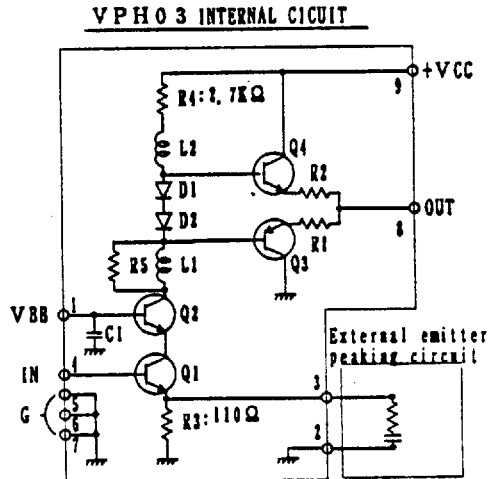 VPH03 INTERNAL CICUIT
+VCC
9
R4:2.7KΩ
L2
Q4
R2
D1
OUT
8
D2
R1
R5
L1
Q3
VBB
1
Q2
C1
External emitter
peaking circuit
IN
4
Q1
3
G
5
6
7
R3:110Ω
2